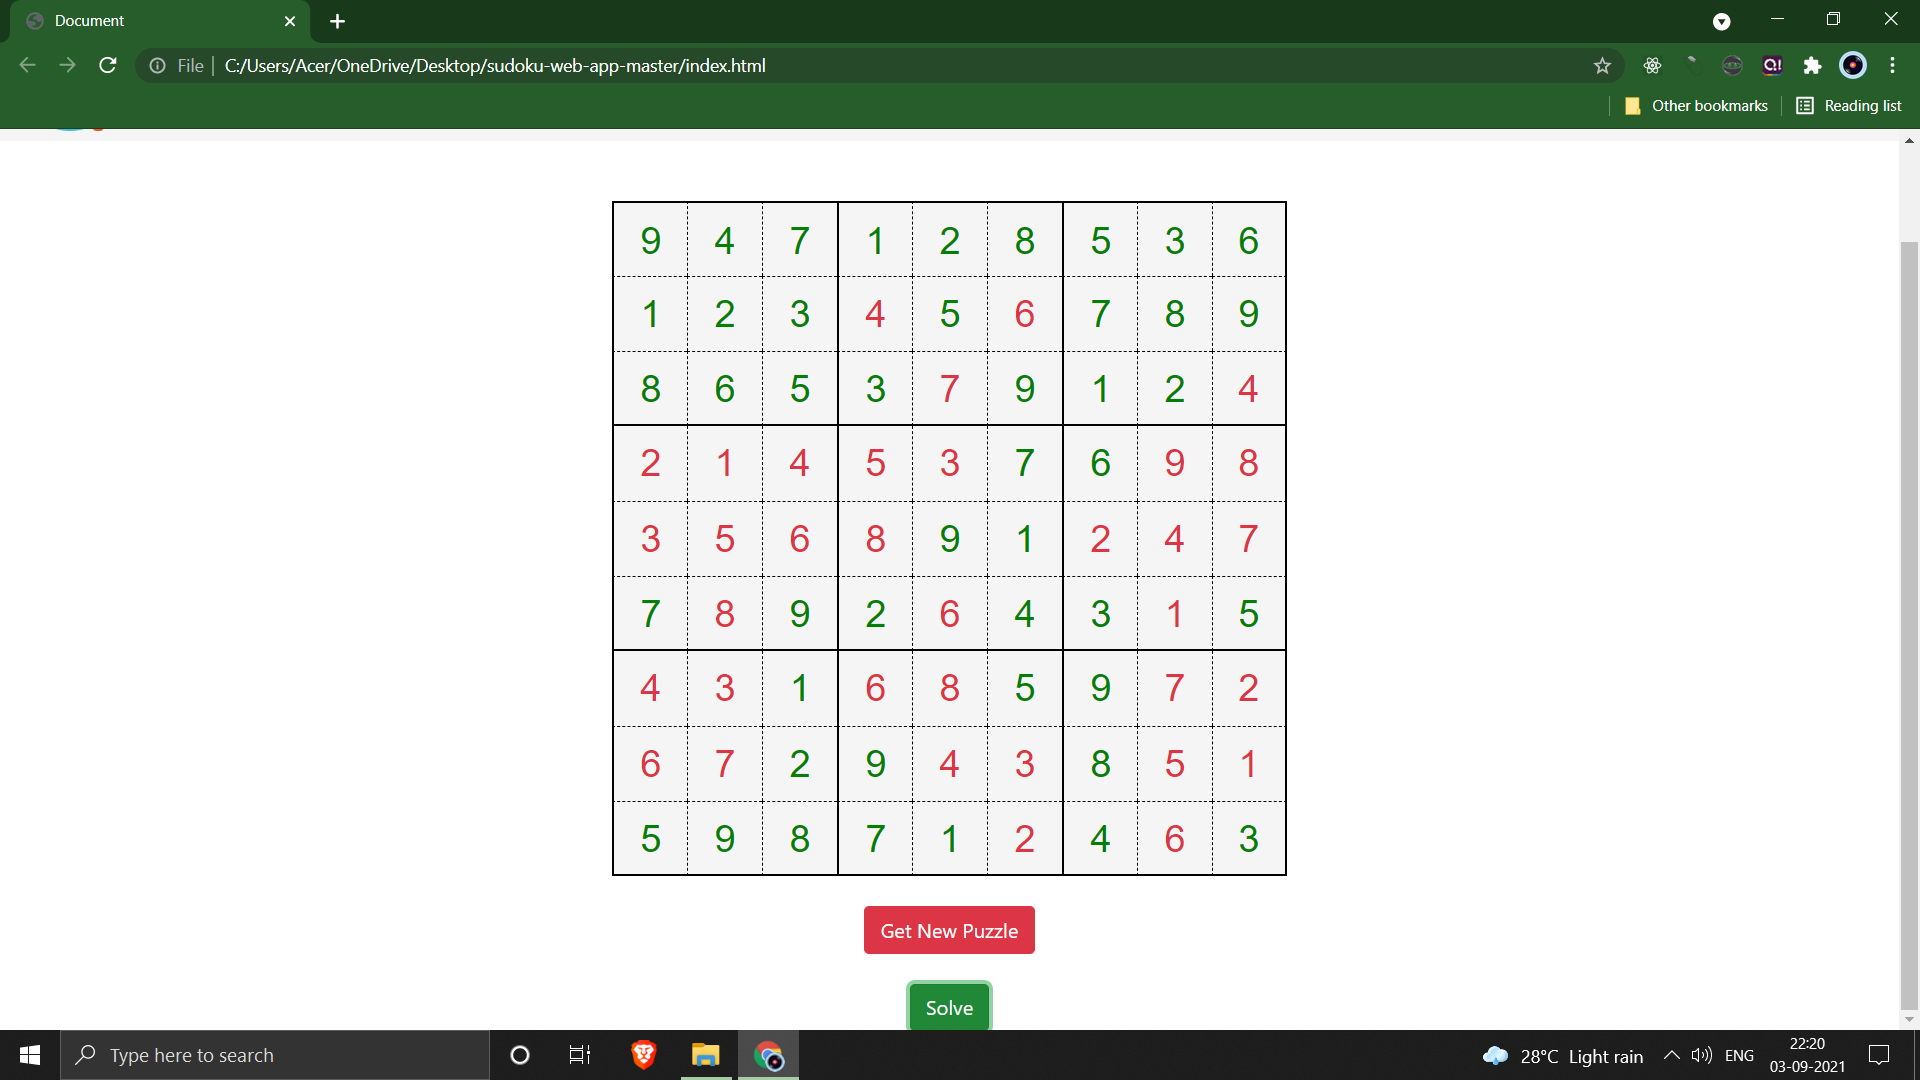 Document
File C:/Users/Acer/OneDrive/Desktop/sudoku-web-app-master/index.html
Other bookmarks Reading list
9 4 7 1 2 8 5 3 6
1 2 3 4 5 6 7 8 9
8 6 5 3 7 9 1 2 4
2 1 4 5 3 7 6 9 8
3 5 6 8 9 1 2 4 7
7 8 9 2 6 4 3 1 5
4 3 1 6 8 5 9 7 2
6 7 2 9 4 3 8 5 1
5 9 8 7 1 2 4 6 3
Get New Puzzle
Solve
Type here to search
28°C Light rain
ENG
22:20
03-09-2021